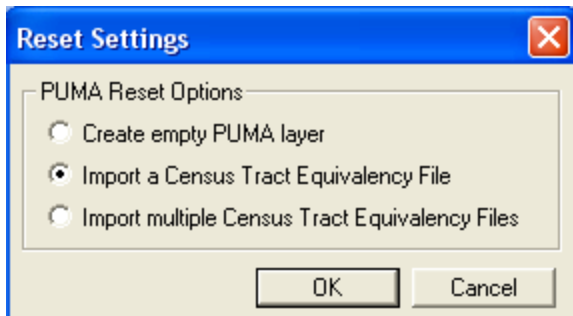 Reset Settings
PUMA Reset Options
Create empty PUMA layer
Import a Census Tract Equivalency File
Import multiple Census Tract Equivalency Files
OK Cancel